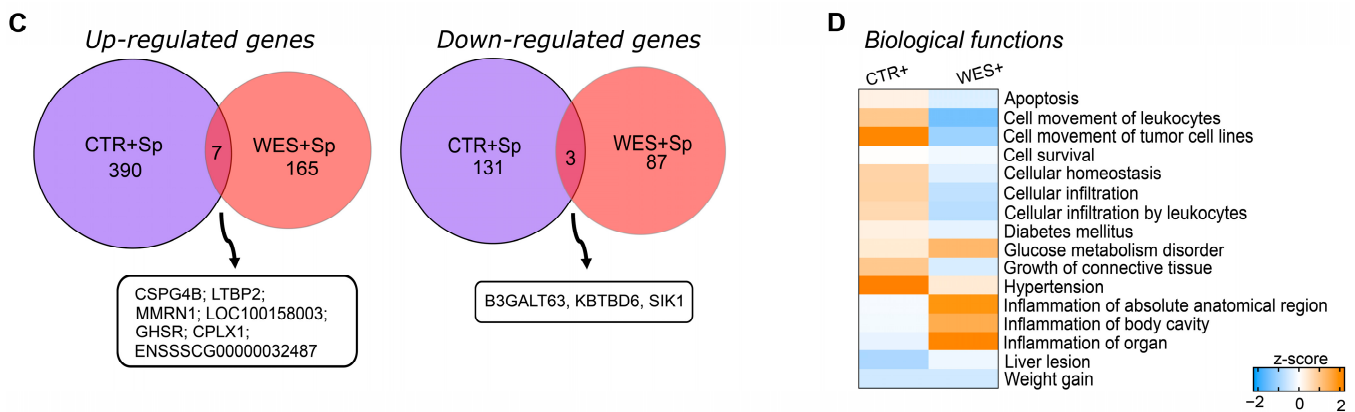 C
Up-regulated genes
Down-regulated genes
CTR+Sp
390
7
WES+Sp
165
CTR+Sp
131
3
WES+Sp
87
CSPG4B; LTBP2;
MMRN1; LOC100158003;
GHSR; CPLX1;
ENSSSCG00000032487
B3GALT63, KBTBD6, SIK1
D
Biological functions
CTR+ WES+
Apoptosis
Cell movement of leukocytes
Cell movement of tumor cell lines
Cell survival
Cellular homeostasis
Cellular infiltration
Cellular infiltration by leukocytes
Diabetes mellitus
Glucose metabolism disorder
Growth of connective tissue
Hypertension
Inflammation of absolute anatomical region
Inflammation of body cavity
Inflammation of organ
Liver lesion
Weight gain
z-score
−2 0 2